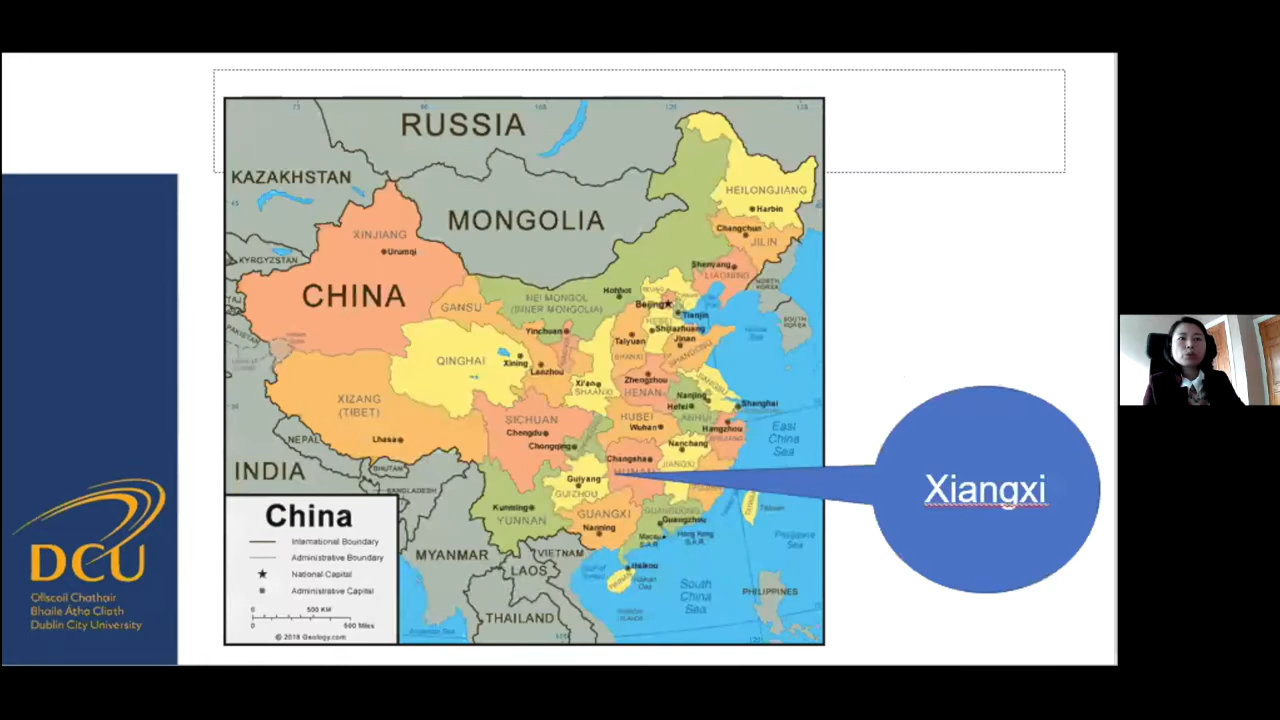 RUSSIA
KAZAKHSTAN
MONGOLIA
HEILONGJIANG
Harbin
Changchun
JILIN
XINJIANG
Urumqi
KYRGYZSTAN
Shenyang
LIAONING
NORTH
KOREA
CHINA
GANSU
NEI MONGOL
(INNER MONGOLIA)
Hohhot
Beijing
Tianjin
HEBEI
Shijiazhuang
SOUTH
KOREA
Yinchuan
Taiyuan
Jinan
SHANXI
SHANDONG
QINGHAI
Xining
Lanzhou
Xi'an
SHAANXI
Zhengzhou
HENAN
JIANGSU
XIZANG
(TIBET)
Nanjing
Hefei
ANHUI
Shanghai
SICHUAN
Chengdu
Chongqing
HUBEI
Wuhan
Hangzhou
East
China
Sea
NEPAL
Lhasa
Nanchang
Changsha
JIANGXI
HUNAN
INDIA
BHUTAN
BANGLADESH
Guiyang
GUIZHOU
Kunming
YUNNAN
GUANGXI
Nanning
GUANGDONG
Guangzhou
Macau
S.A.R.
Hong Kong
S.A.R.
Taiwan
Philippine
Sea
MYANMAR
VIETNAM
LAOS
Haikou
HAINAN
South
China
Sea
PHILIPPINES
THAILAND
China
International Boundary
Administrative Boundary
National Capital
Administrative Capital
0 500 KM
0 500 Miles
© 2018 Geology.com
Xiangxi
DCU
Ollscoil Chathair
Bhaile Átha Cliath
Dublin City University